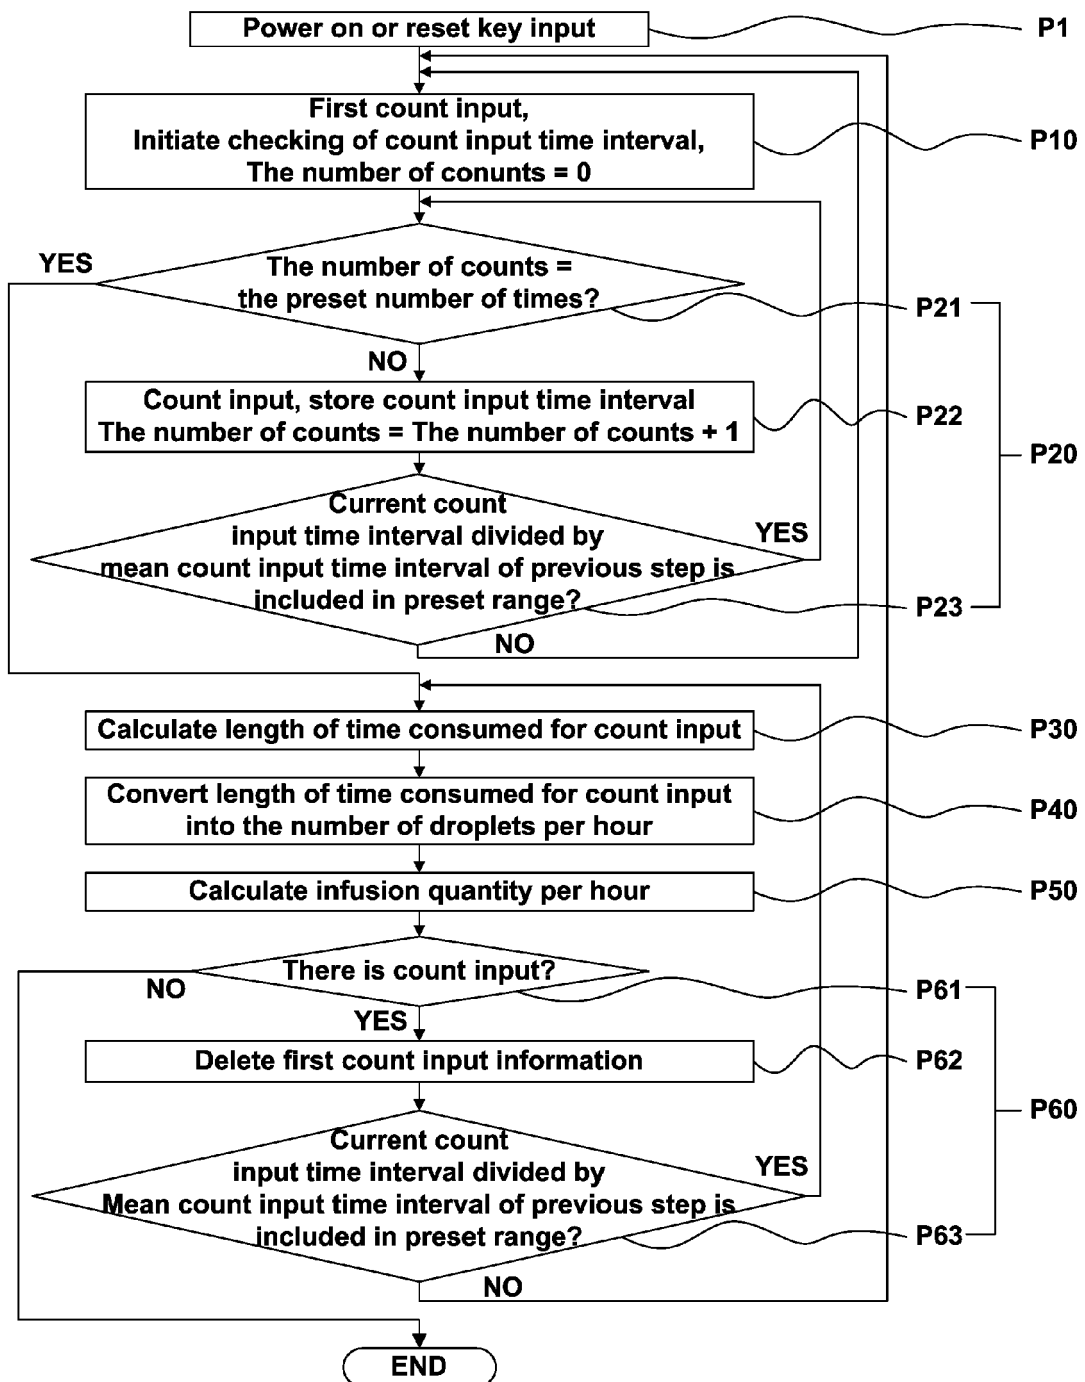 Power on or reset key input
P1
First count input,
Initiate checking of count input time interval,
The number of conunts = 0
P10
YES
The number of counts =
the preset number of times?
P21
NO
Count input, store count input time interval
The number of counts = The number of counts + 1
P22
P20
Current count
input time interval divided by
mean count input time interval of previous step is
included in preset range?
YES
P23
NO
Calculate length of time consumed for count input
P30
Convert length of time consumed for count input
into the number of droplets per hour
P40
Calculate infusion quantity per hour
P50
There is count input?
NO
P61
YES
Delete first count input information
P62
P60
Current count
input time interval divided by
Mean count input time interval of previous step is
included in preset range?
YES
P63
NO
END